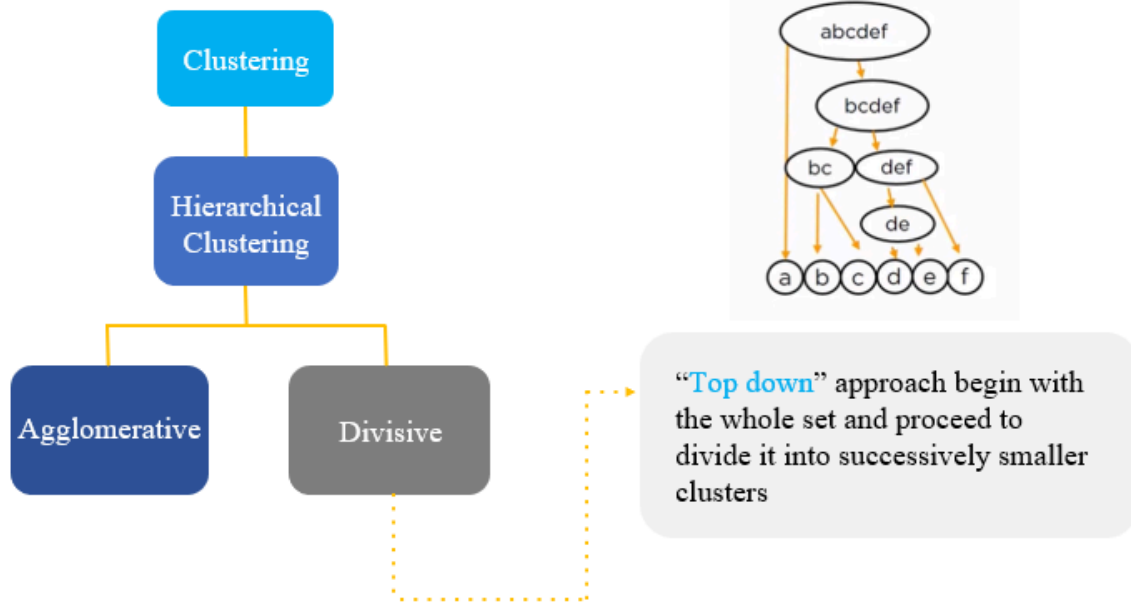 Clustering
Hierarchical
Clustering
Agglomerative
Divisive
abcdef
bcdef
bc
def
de
a
b
c
d
e
f
“Top down” approach begin with
the whole set and proceed to
divide it into successively smaller
clusters